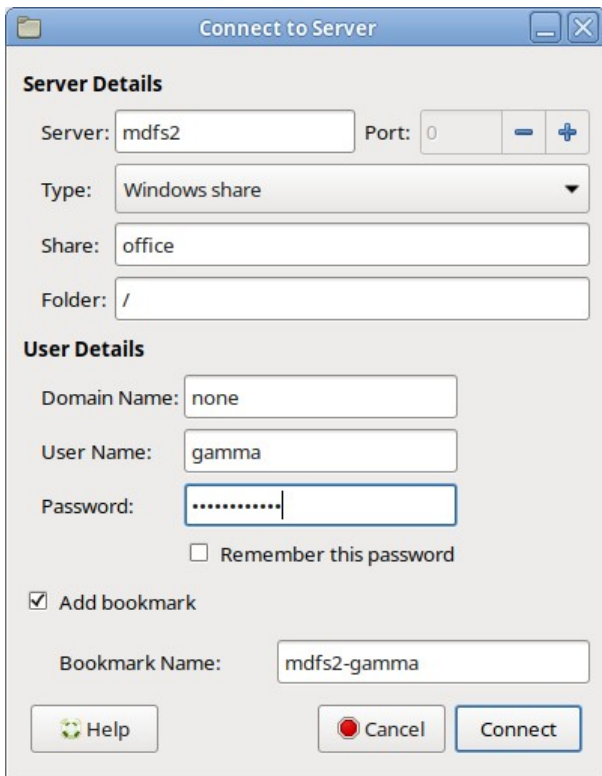 Connect to Server
Server Details
Server: mdfs2 Port: 0
Type: Windows share
Share: office
Folder: /
User Details
Domain Name: none
User Name: gamma
Password: ••••••••••••
Remember this password
Add bookmark
Bookmark Name: mdfs2-gamma
Help Cancel Connect